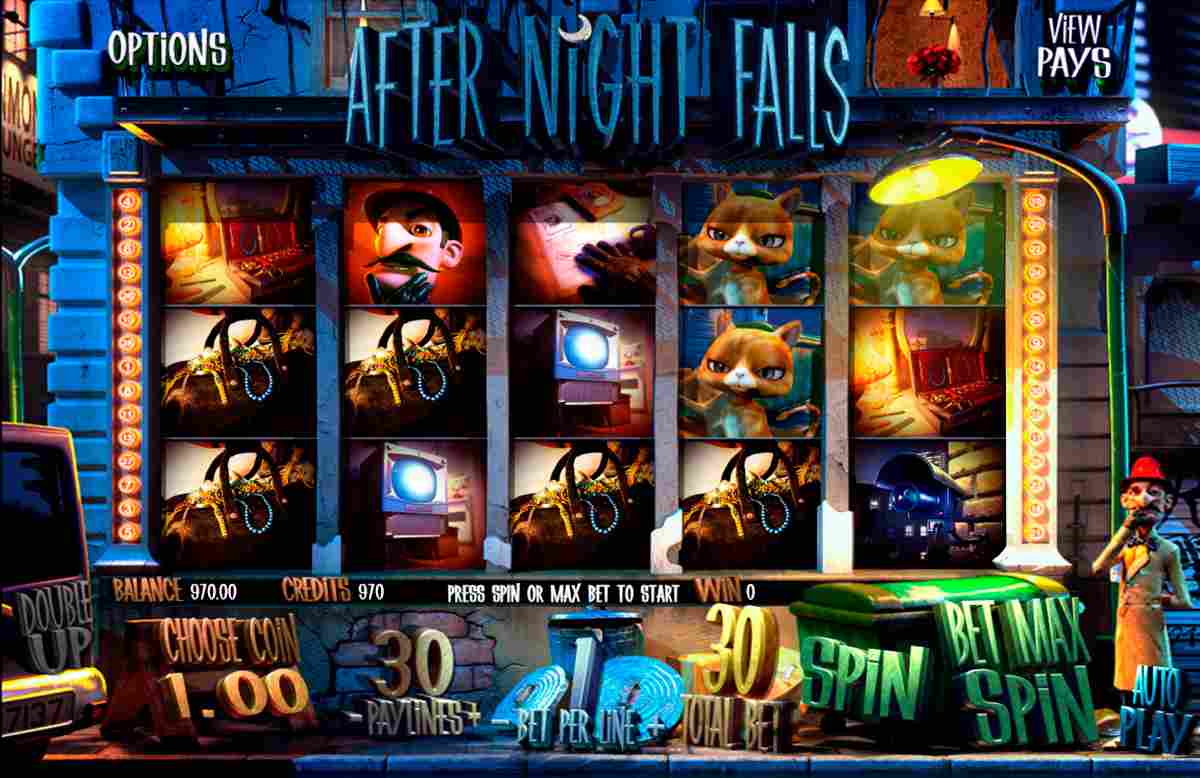 OPTIONS
AFTER NIGHT FALLS
VIEW
PAYS
BALANCE 970.00
CREDITS 970
PRESS SPIN OR MAX BET TO START
WIN 0
DOUBLE
UP
CHOOSE COIN
1.00
30
- PAYLINES +
1
- BET PER LINE +
30
TOTAL BET
SPIN
BET MAX
SPIN
AUTO
PLAY
7137